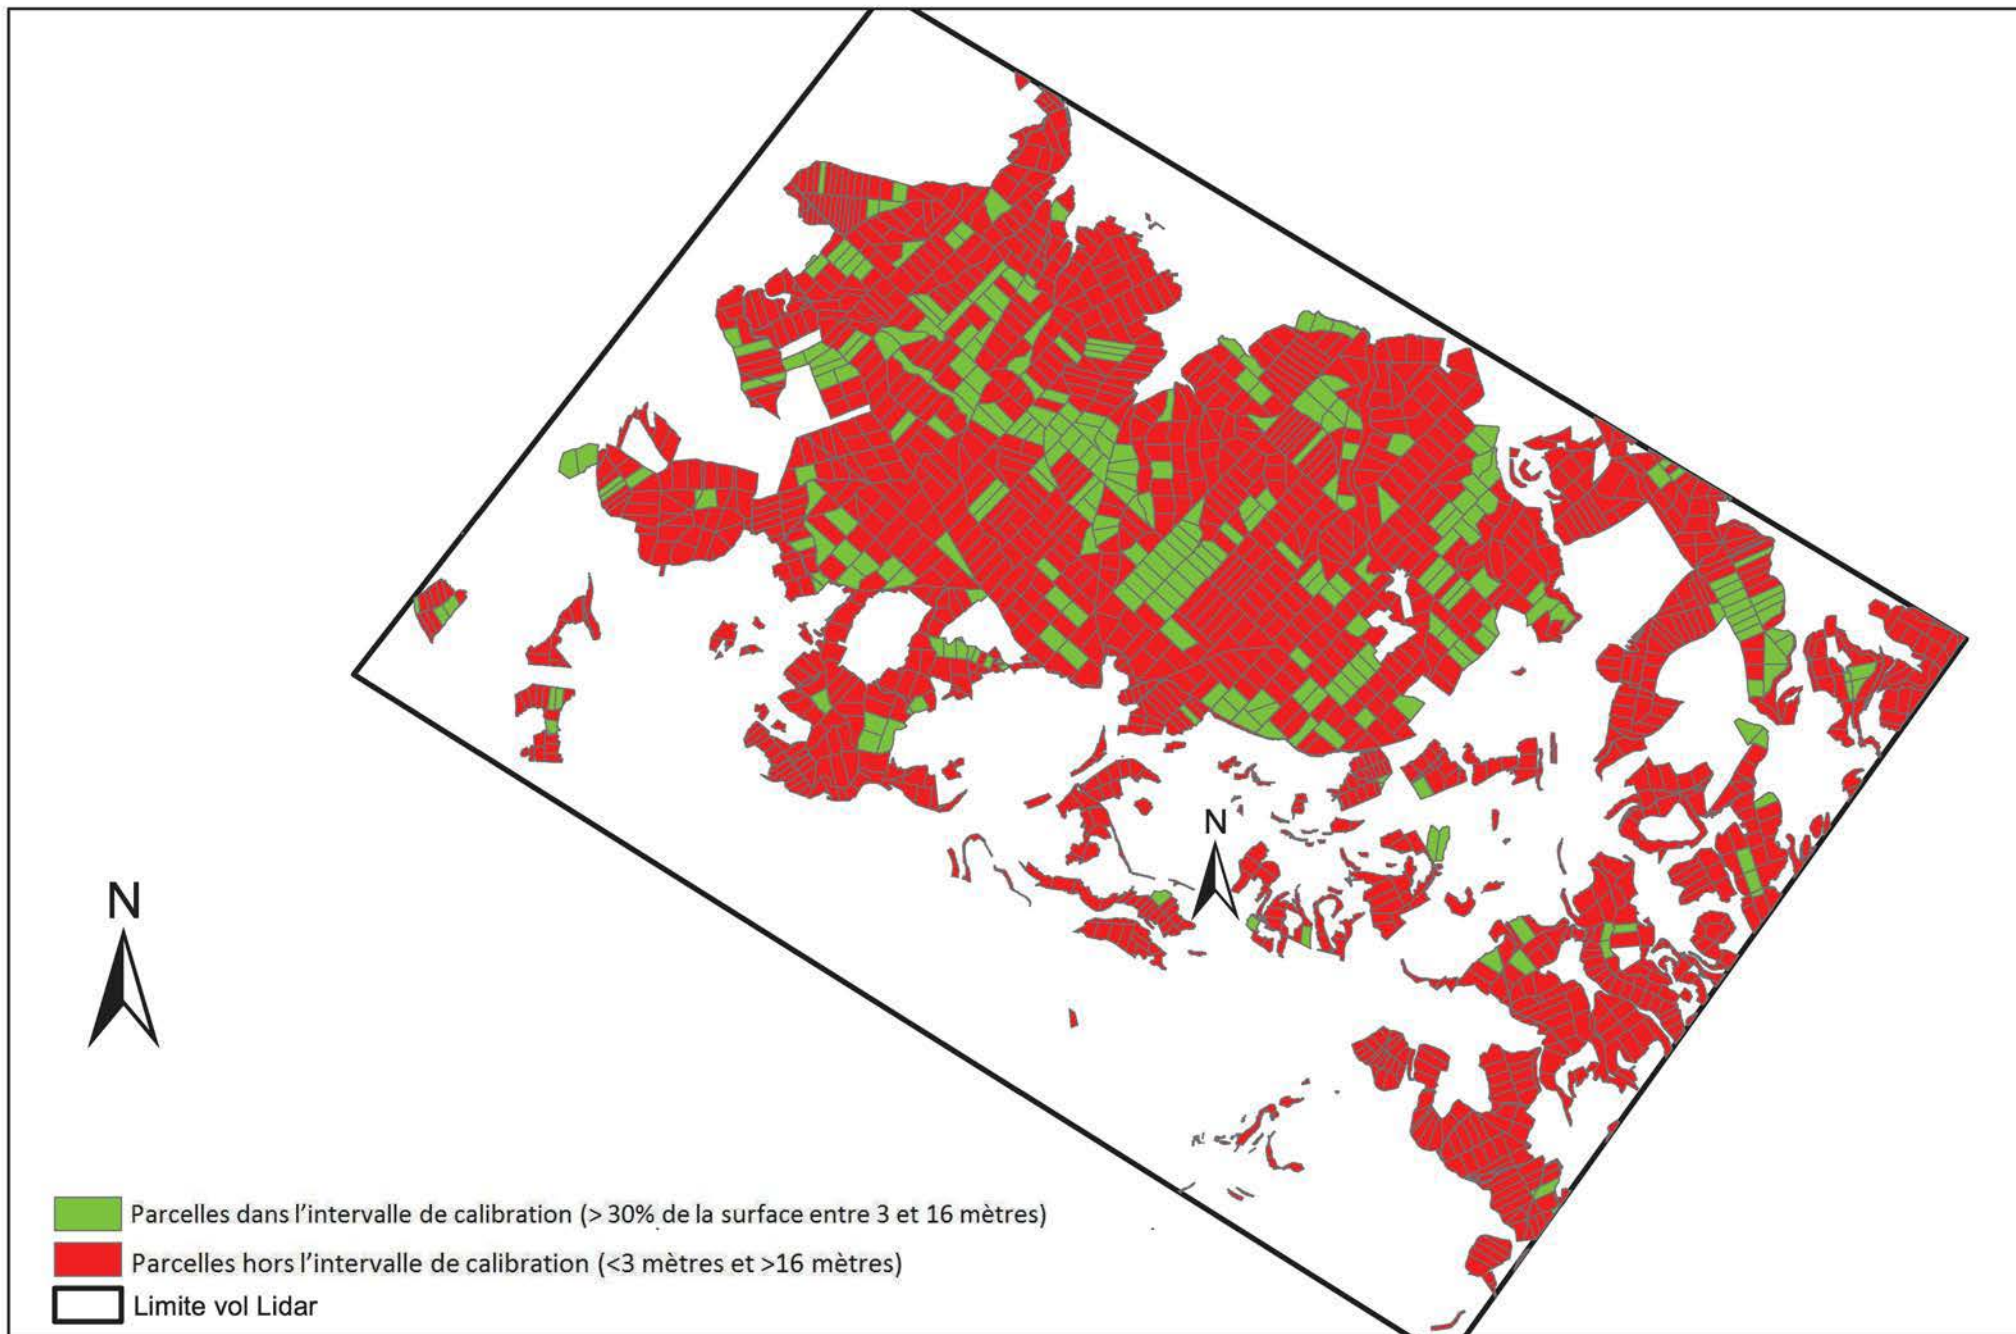 N
N
Parcelles dans l'intervalle de calibration (> 30% de la surface entre 3 et 16 mètres)
Parcelles hors l'intervalle de calibration (<3 mètres et >16 mètres)
Limite vol Lidar